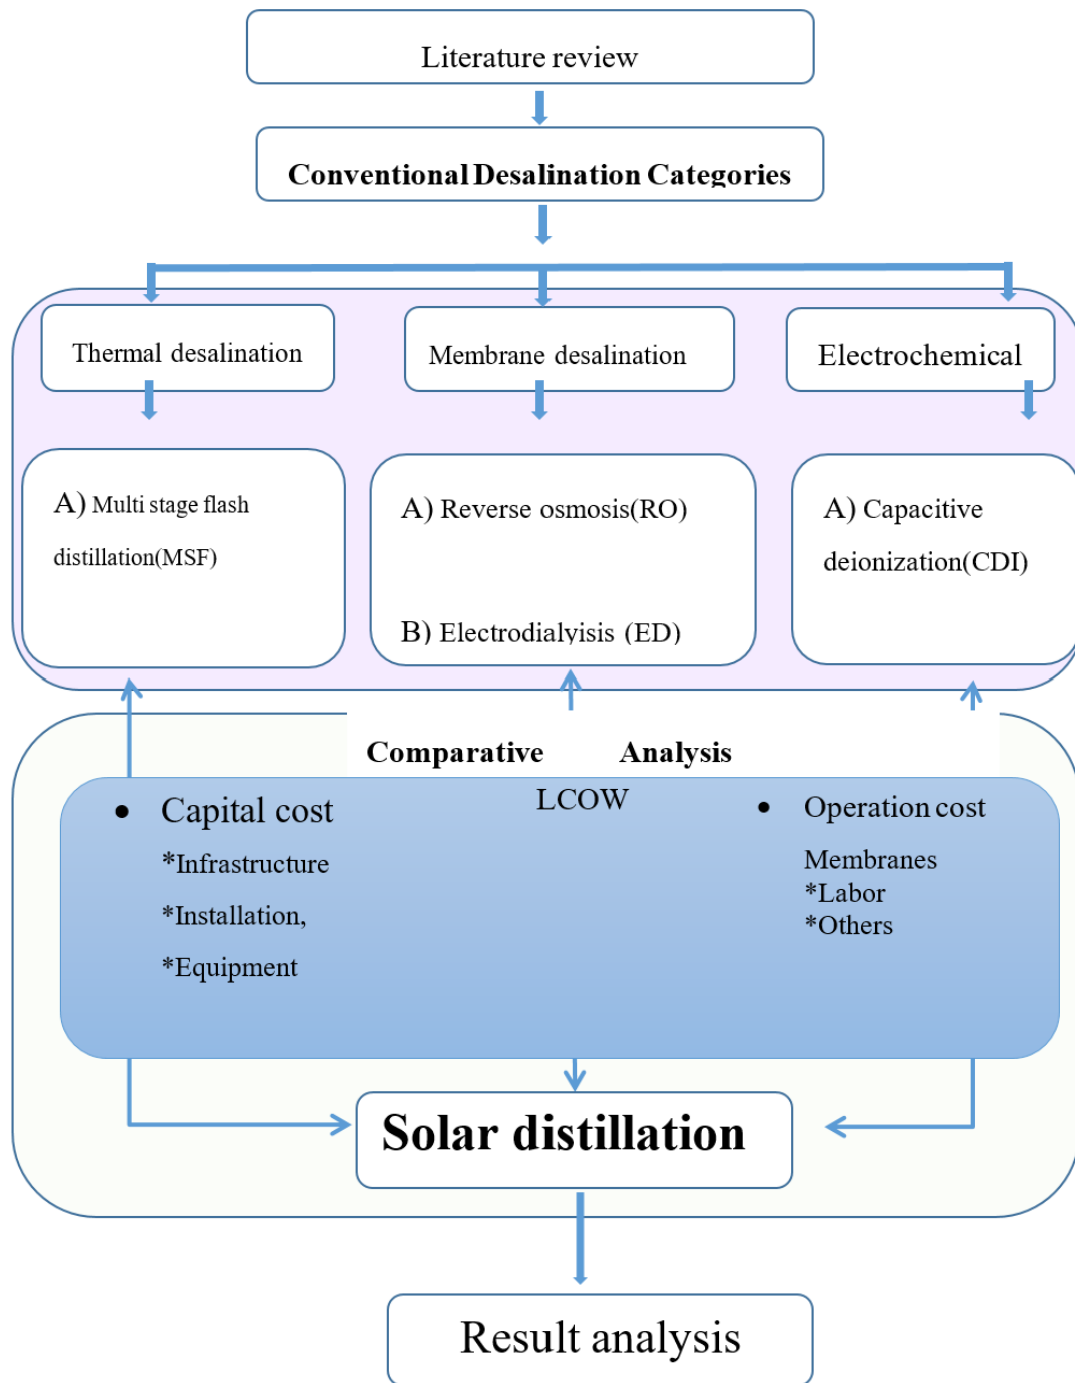 Literature review
Conventional Desalination Categories
Thermal desalination
Membrane desalination
Electrochemical
A) Multi stage flash
distillation(MSF)
A) Reverse osmosis(RO)
B) Electrodialyisis (ED)
A) Capacitive
deionization(CDI)
Comparative Analysis
LCOW
• Capital cost
*Infrastructure
*Installation,
*Equipment
• Operation cost
Membranes
*Labor
*Others
Solar distillation
Result analysis